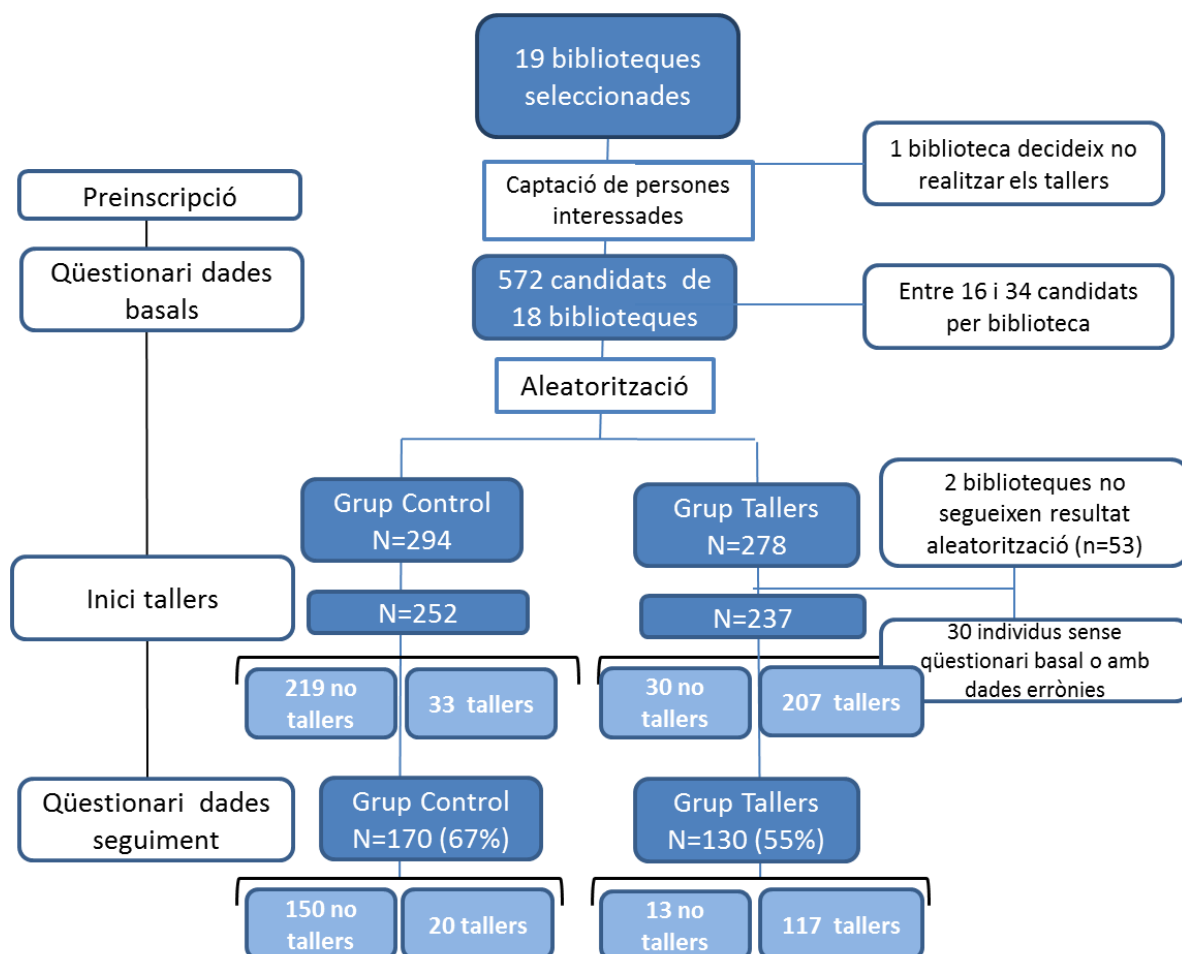 19 biblioteques
seleccionades
1 biblioteca decideix no
realitzar els tallers
Captació de persones
interessades
Preinscripció
Qüestionari dades
basals
572 candidats de
18 biblioteques
Entre 16 i 34 candidats
per biblioteca
Aleatorització
Grup Control
N=294
Grup Tallers
N=278
2 biblioteques no
segueixen resultat
aleatorització (n=53)
Inici tallers
N=252
N=237
30 individus sense
qüestionari basal o amb
dades errònies
219 no
tallers
33 tallers
30 no
tallers
207 tallers
Qüestionari dades
seguiment
Grup Control
N=170 (67%)
Grup Tallers
N=130 (55%)
150 no
tallers
20 tallers
13 no
tallers
117 tallers